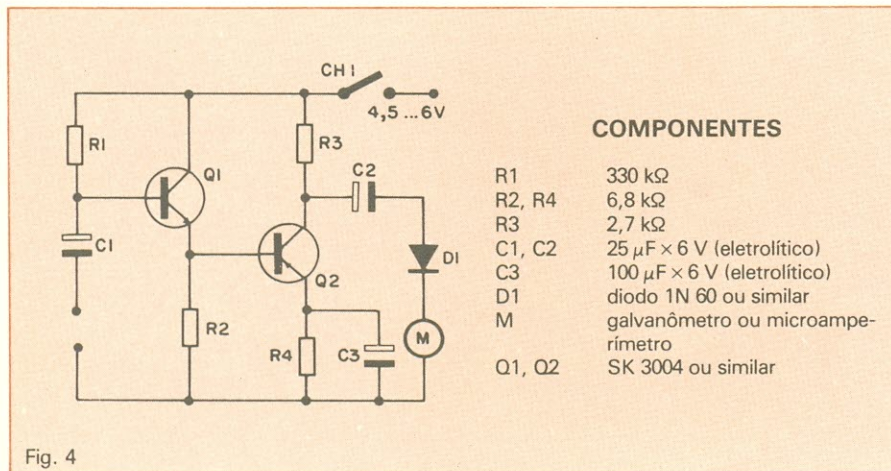 CH1
4,5 ... 6V
R1
R3
Q1
C2
C1
D1
Q2
R2
R4
C3
M
COMPONENTES
R1 330 kΩ
R2, R4 6,8 kΩ
R3 2,7 kΩ
C1, C2 25 µF × 6 V (eletrolítico)
C3 100 µF × 6 V (eletrolítico)
D1 diodo 1N 60 ou similar
M galvanômetro ou microampe-
rímetro
Q1, Q2 SK 3004 ou similar
Fig. 4